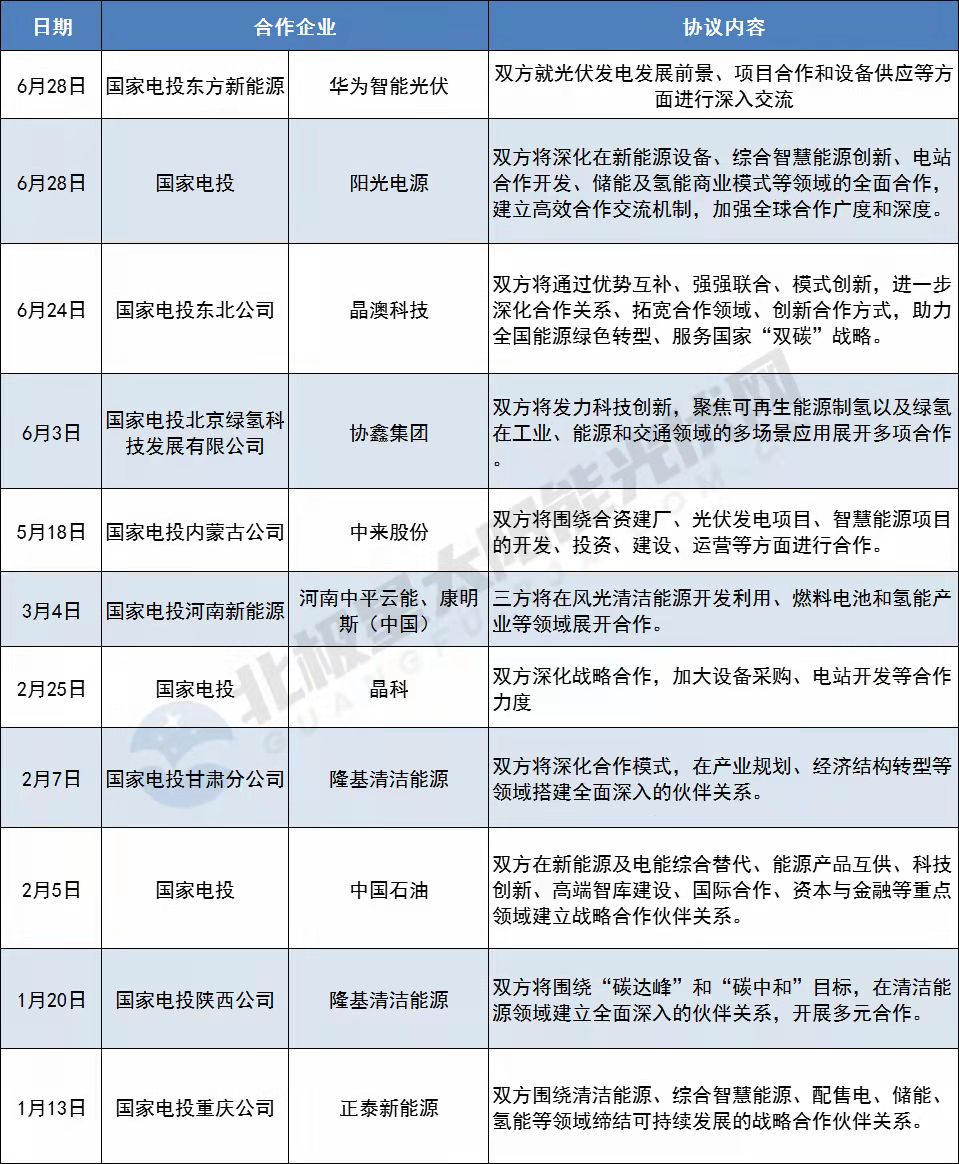 日期 合作企业 协议内容
6月28日 国家电投东方新能源 华为智能光伏 双方就光伏发电发展前景、项目合作和设备供应等方
面进行深入交流
6月28日 国家电投 阳光电源 双方将深化在新能源设备、综合智慧能源创新、电站
合作开发、储能及氢能商业模式等领域的全面合作，
建立高效合作交流机制，加强全球合作广度和深度。
6月24日 国家电投东北公司 晶澳科技 双方将通过优势互补、强强联合、模式创新，进一步
深化合作关系、拓宽合作领域、创新合作方式，助力
全国能源绿色转型、服务国家“双碳”战略。
6月3日 国家电投北京绿氢科
技发展有限公司 协鑫集团 双方将发力科技创新，聚焦可再生能源制氢以及绿氢
在工业、能源和交通领域的多场景应用展开多项合作
。
5月18日 国家电投内蒙古公司 中来股份 双方将围绕合资建厂、光伏发电项目、智慧能源项目
的开发、投资、建设、运营等方面进行合作。
3月4日 国家电投河南新能源 河南中平云能、康明
斯（中国） 三方将在风光清洁能源开发利用、燃料电池和氢能产
业等领域展开合作。
2月25日 国家电投 晶科 双方深化战略合作，加大设备采购、电站开发等合作
力度
2月7日 国家电投甘肃分公司 隆基清洁能源 双方将深化合作模式，在产业规划、经济结构转型等
领域搭建全面深入的伙伴关系。
2月5日 国家电投 中国石油 双方在新能源及电能综合替代、能源产品互供、科技
创新、高端智库建设、国际合作、资本与金融等重点
领域建立战略合作伙伴关系。
1月20日 国家电投陕西公司 隆基清洁能源 双方将围绕“碳达峰”和“碳中和”目标，在清洁能
源领域建立全面深入的伙伴关系，开展多元合作。
1月13日 国家电投重庆公司 正泰新能源 双方围绕清洁能源、综合智慧能源、配售电、储能、
氢能等领域缔结可持续发展的战略合作伙伴关系。
北极星太阳能光伏网